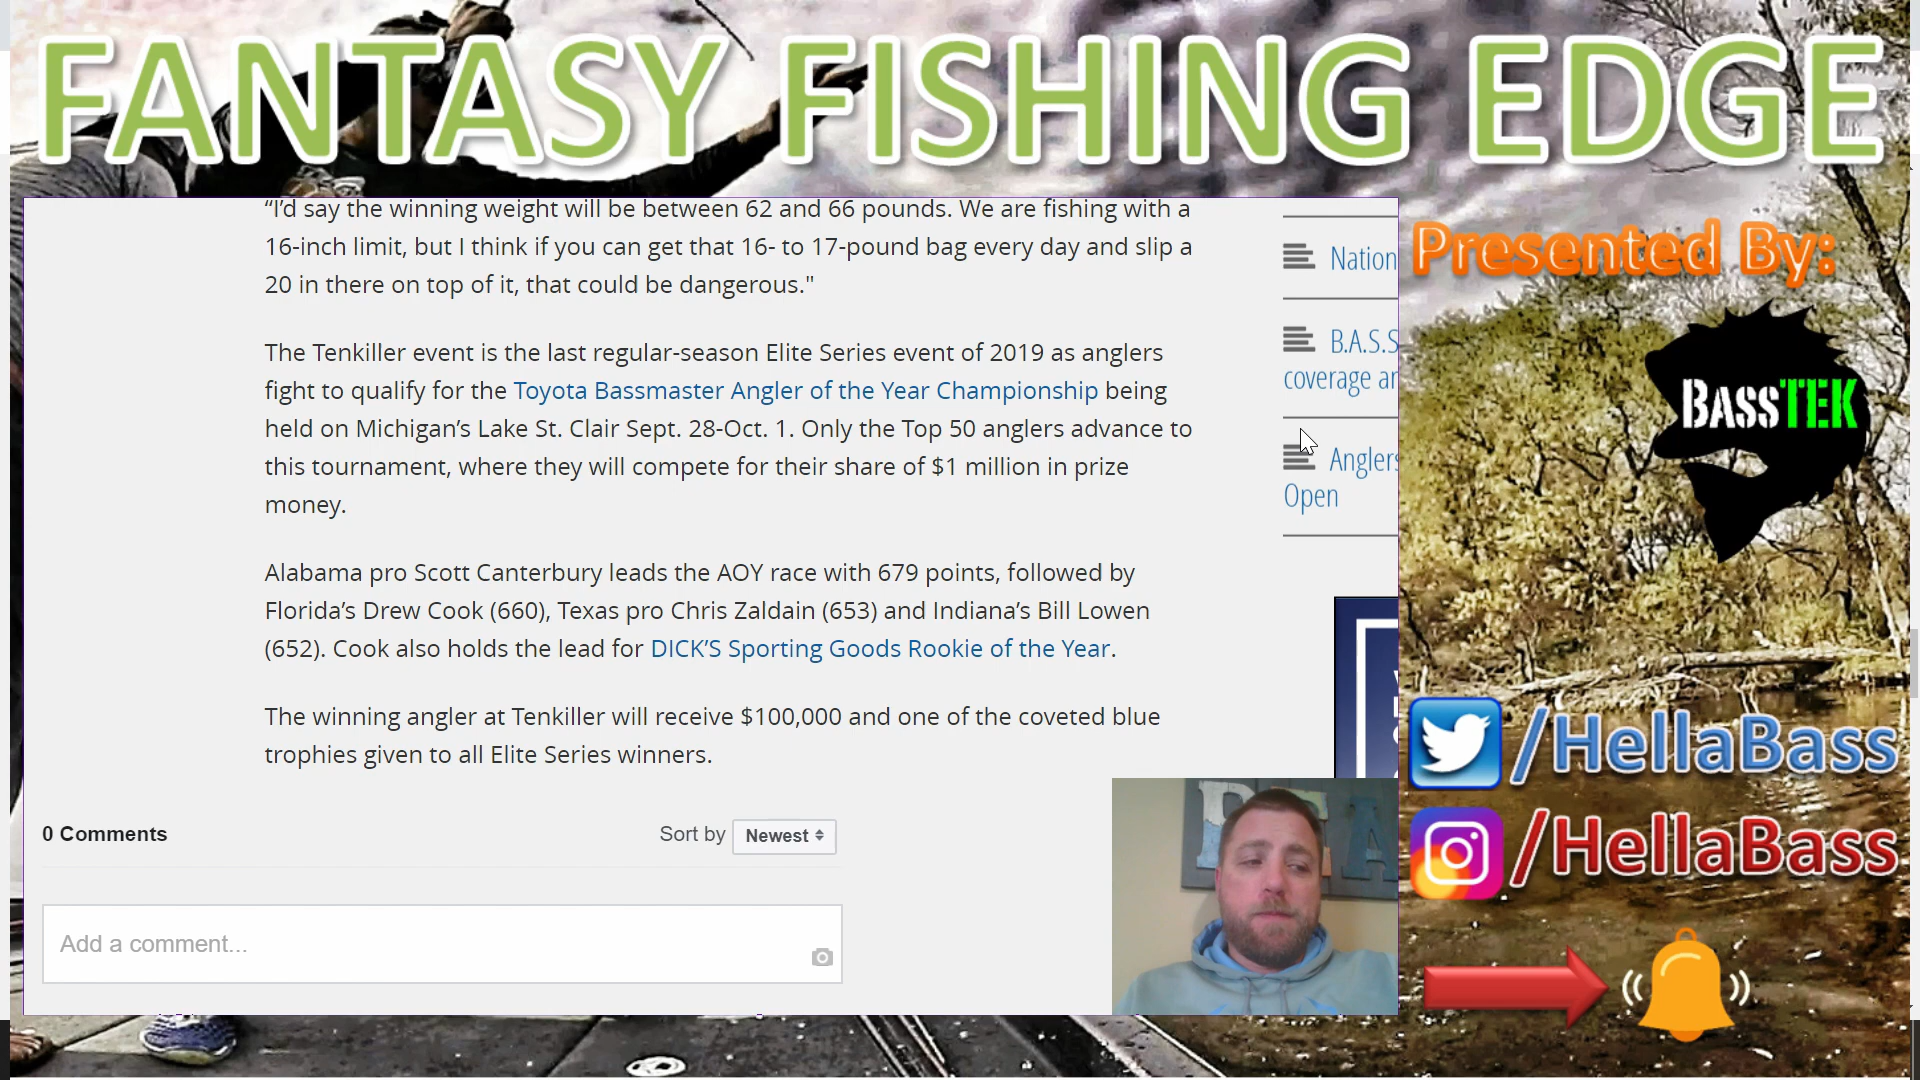 FANTASY FISHING EDGE
“I’d say the winning weight will be between 62 and 66 pounds. We are fishing with a
16-inch limit, but I think if you can get that 16- to 17-pound bag every day and slip a
20 in there on top of it, that could be dangerous."
The Tenkiller event is the last regular-season Elite Series event of 2019 as anglers
fight to qualify for the Toyota Bassmaster Angler of the Year Championship being
held on Michigan’s Lake St. Clair Sept. 28-Oct. 1. Only the Top 50 anglers advance to
this tournament, where they will compete for their share of $1 million in prize
money.
Alabama pro Scott Canterbury leads the AOY race with 679 points, followed by
Florida’s Drew Cook (660), Texas pro Chris Zaldain (653) and Indiana’s Bill Lowen
(652). Cook also holds the lead for DICK’S Sporting Goods Rookie of the Year.
The winning angler at Tenkiller will receive $100,000 and one of the coveted blue
trophies given to all Elite Series winners.
0 Comments
Sort by Newest
Add a comment...
Nation
B.A.S.S
coverage ar
Anglers
Open
Presented By:
BASSTEK
/HellaBass
/HellaBass